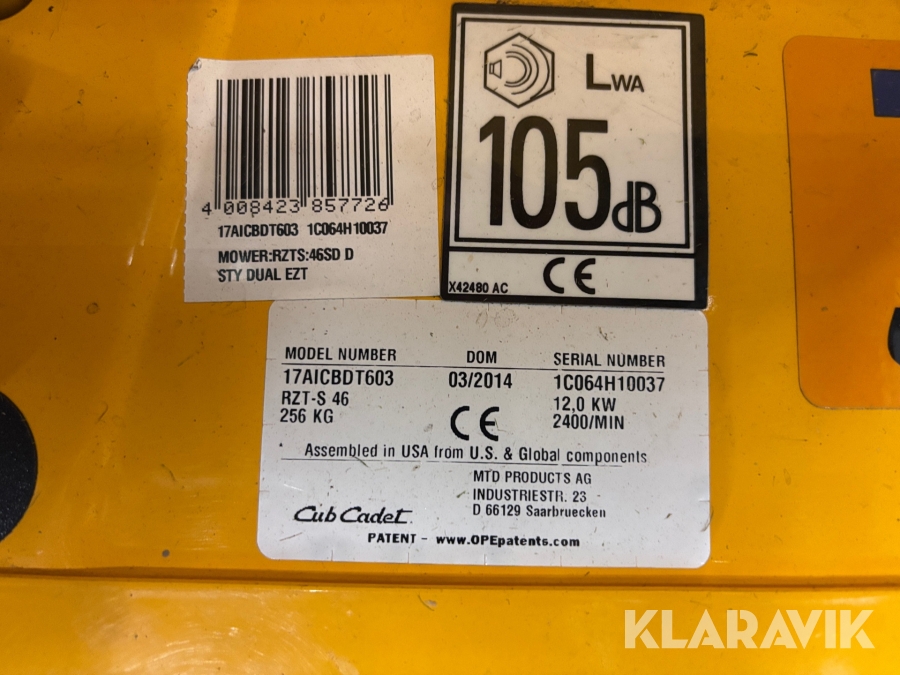 4 008423 857726
17AICBDT603 1C064H10037
MOWER:RZTS:46SD D
STY DUAL EZT
LWA
105dB
X42480 AC
CE
MODEL NUMBER DOM SERIAL NUMBER
17AICBDT603 03/2014 1C064H10037
RZT-S 46 12,0 KW
256 KG CE 2400/MIN
Assembled in USA from U.S. & Global components
MTD PRODUCTS AG
INDUSTRIESTR. 23
D 66129 Saarbruecken
Cub Cadet
PATENT - www.OPEpatents.com
KLARAVIK